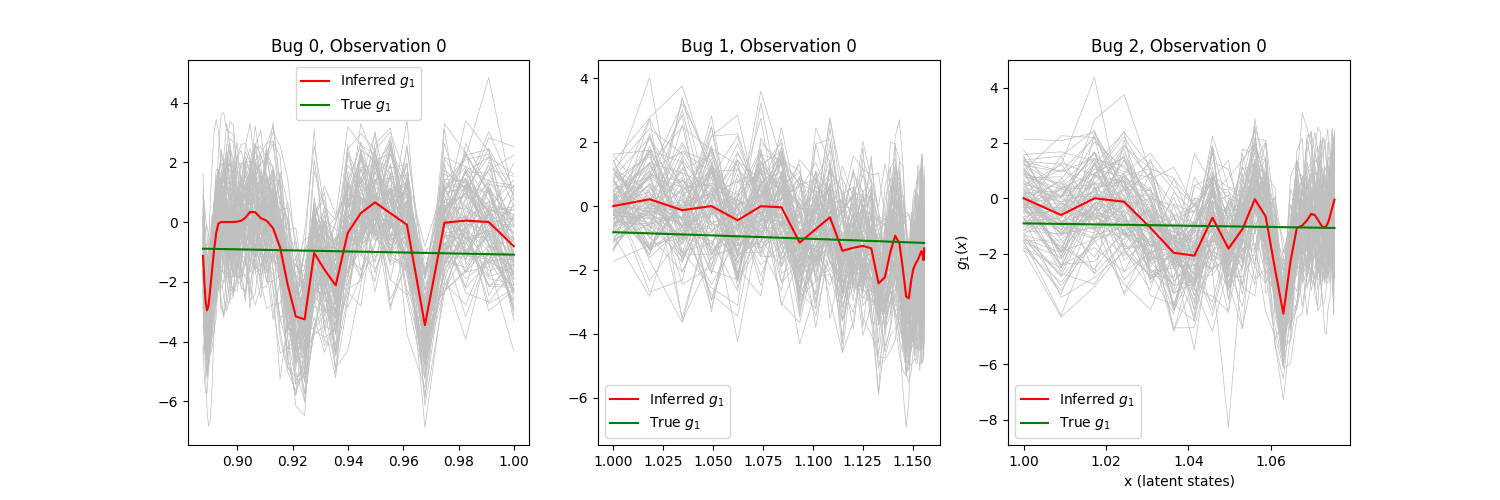 Bug 0, Observation 0
Inferred g₁
True g₁
4
2
0
−2
−4
−6
0.90 0.92 0.94 0.96 0.98 1.00
Bug 1, Observation 0
4
2
0
−2
−4
−6
Inferred g₁
True g₁
1.000 1.025 1.050 1.075 1.100 1.125 1.150
Bug 2, Observation 0
g₁(x)
4
2
0
−2
−4
−6
−8
Inferred g₁
True g₁
1.00 1.02 1.04 1.06
x (latent states)